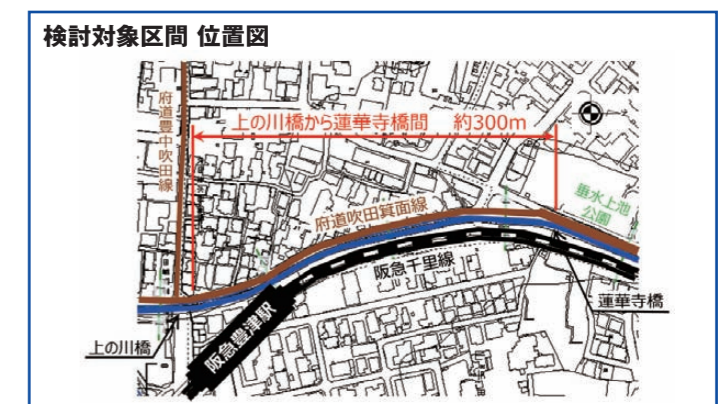 検討対象区間 位置図
府道豊中吹田線
上の川橋から蓮華寺橋間 約300m
垂水上池
公園
府道吹田箕面線
阪急千里線
蓮華寺橋
上の川橋
阪急豊津駅